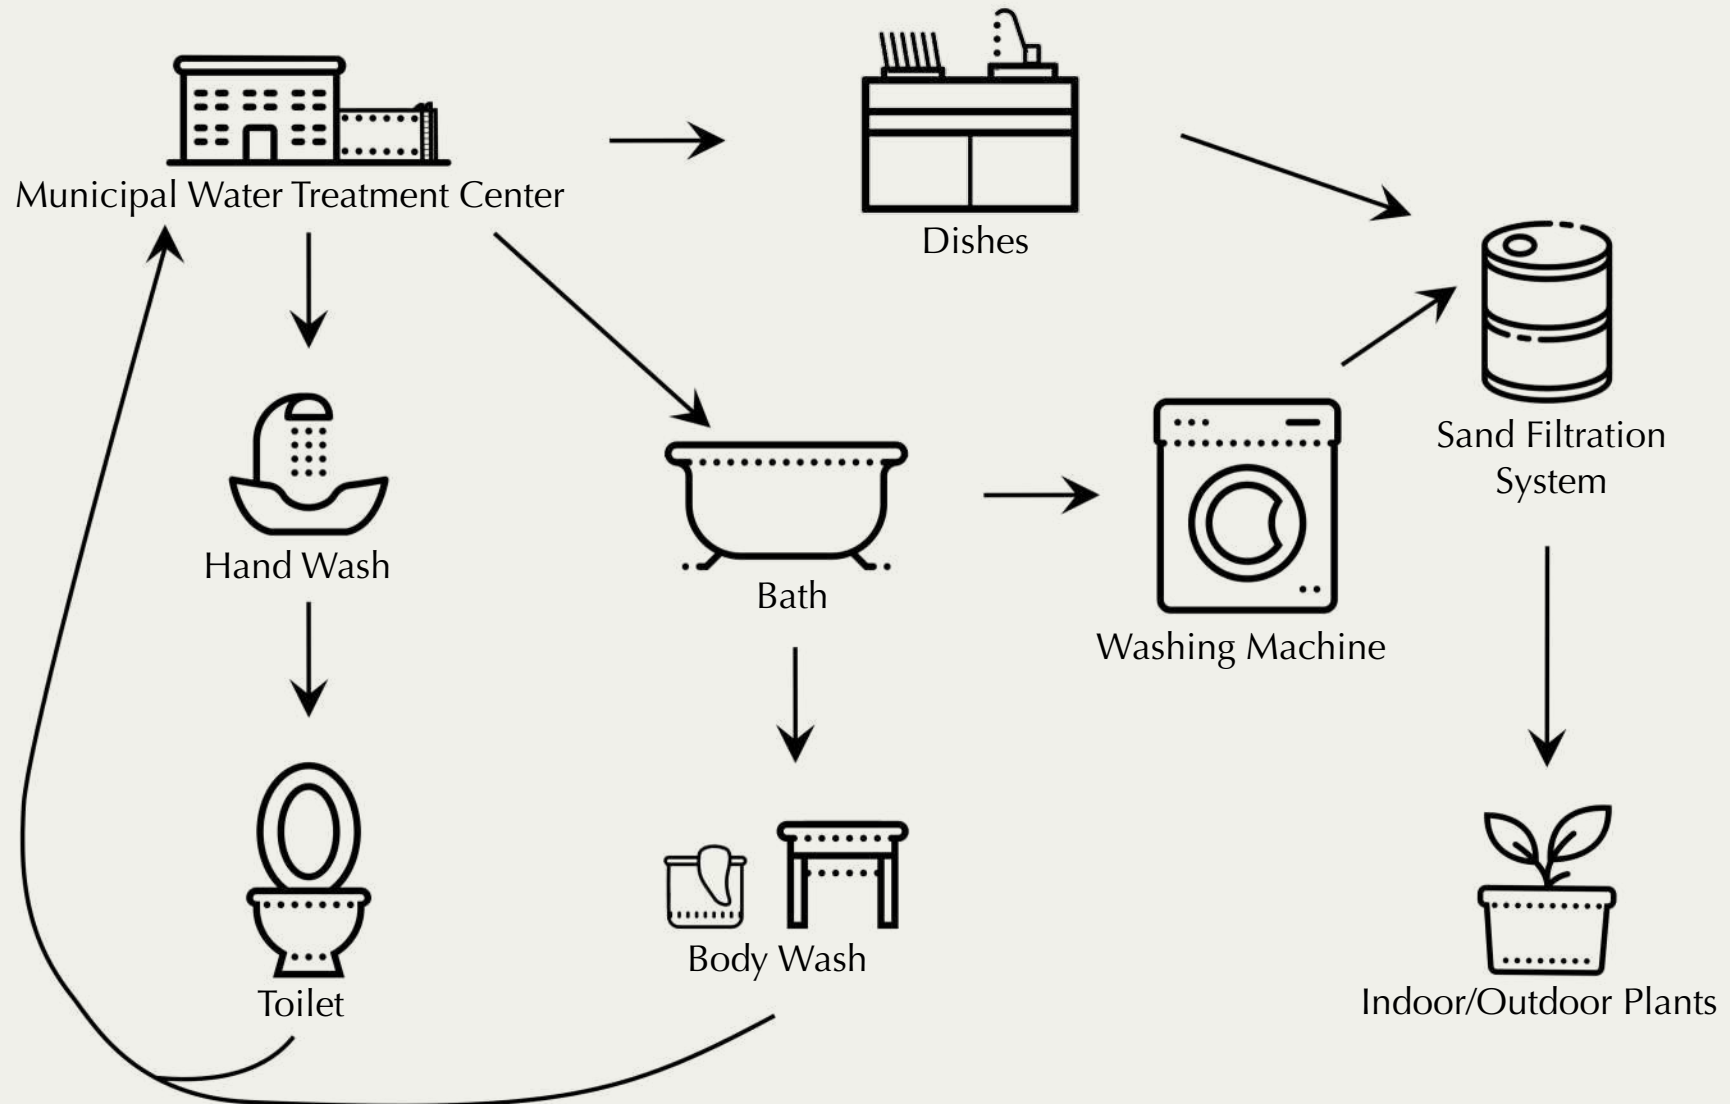 Municipal Water Treatment Center
Dishes
Sand Filtration
System
Hand Wash
Bath
Washing Machine
Body Wash
Toilet
Indoor/Outdoor Plants